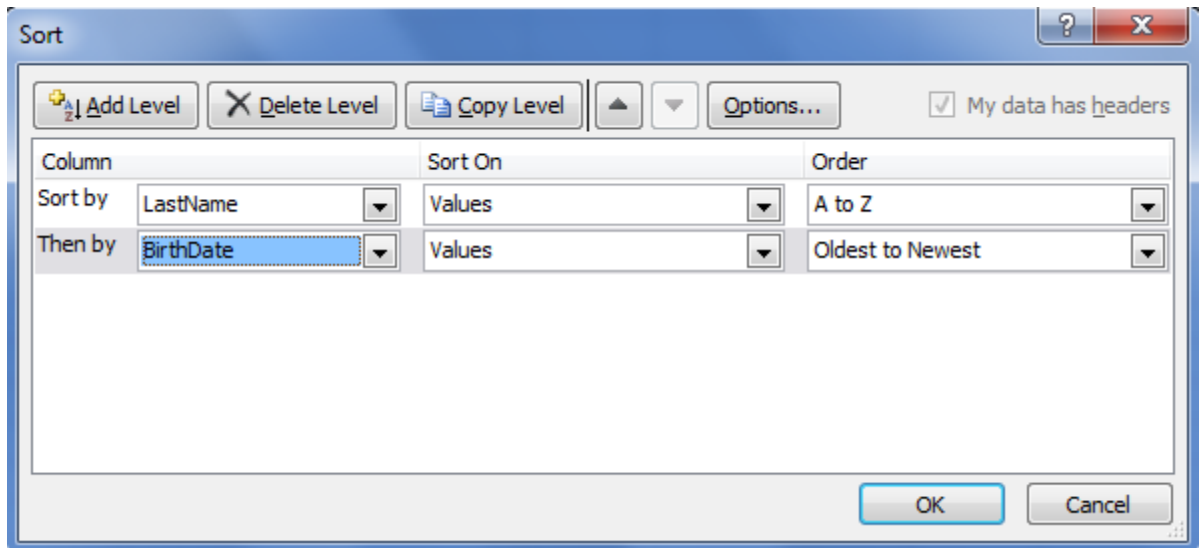 Sort
Add Level Delete Level Copy Level Options... My data has headers
Column Sort On Order
Sort by LastName Values A to Z
Then by BirthDate Values Oldest to Newest
OK Cancel